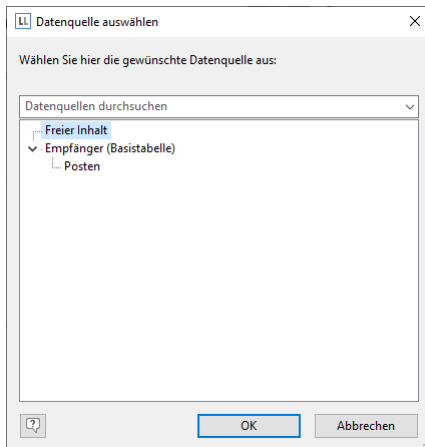 LL Datenquelle auswählen
Wählen Sie hier die gewünschte Datenquelle aus:
Datenquellen durchsuchen
Freier Inhalt
Empfänger (Basistabelle)
Posten
OK Abbrechen